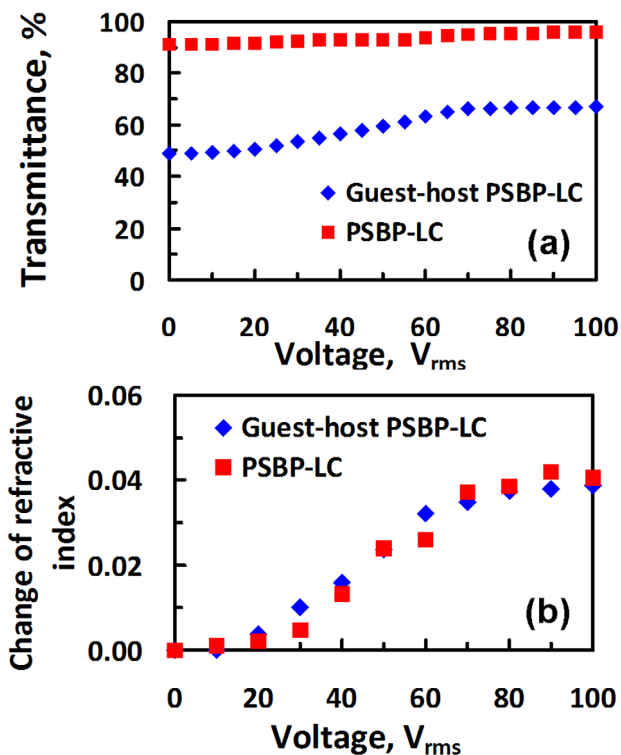 Transmittance, %
100
80
60
40
20
0
Guest-host PSBP-LC
PSBP-LC
(a)
0 20 40 60 80 100
Voltage, Vrms
Change of refractive
index
0.06
0.04
0.02
0.00
Guest-host PSBP-LC
PSBP-LC
(b)
0 20 40 60 80 100
Voltage, Vrms